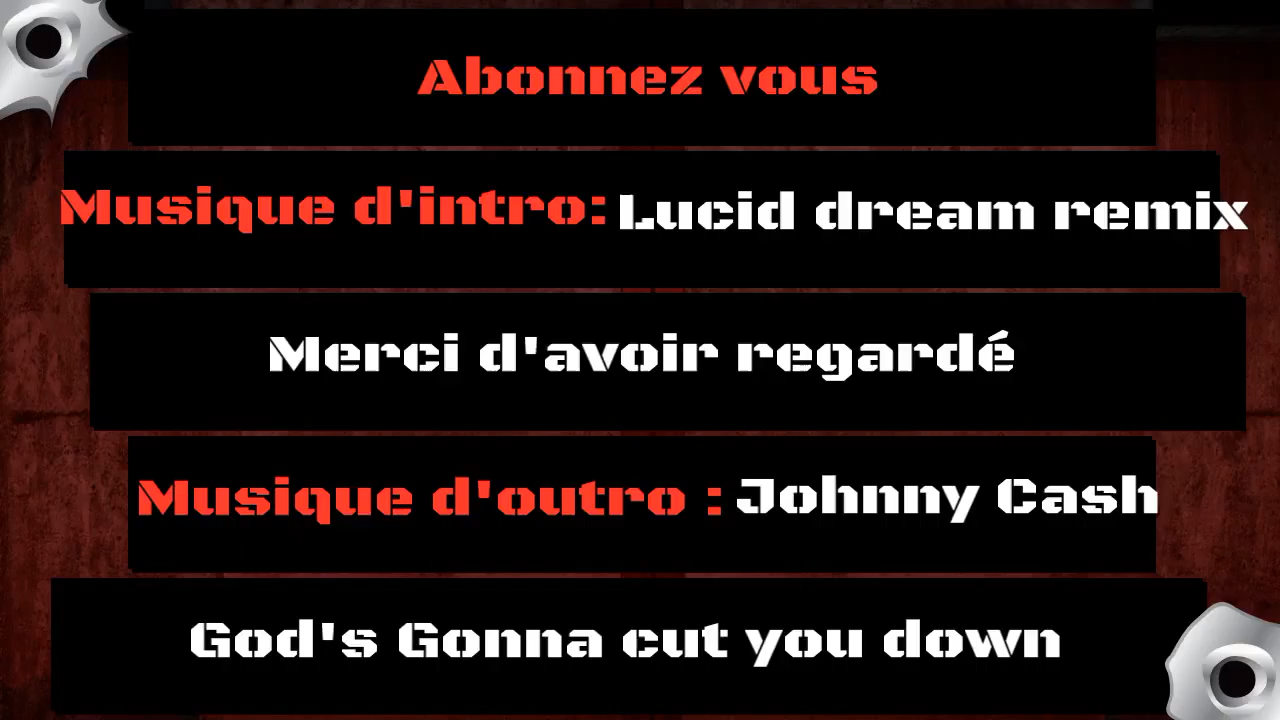 Abonnez vous
Musique d'intro: Lucid dream remix
Merci d'avoir regardé
Musique d'outro : Johnny Cash
God's Gonna cut you down